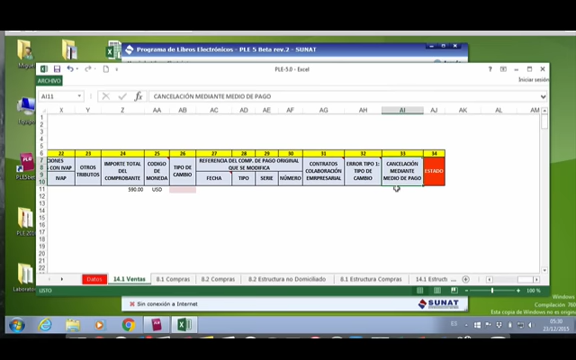 Programa de Libros Electrónicos - PLE 5 Beta rev.2 - SUNAT
PLE-5.0 - Excel
ARCHIVO
Iniciar sesión
AI11
CANCELACIÓN MEDIANTE MEDIO DE PAGO
X Y Z AA AB AC AD AE AF AG AH AI AJ AK AL
22 23 24 25 26 27 28 29 30 31 32 33 34
CIONES CON IVAP
IVAP
OTROS TRIBUTOS
IMPORTE TOTAL DEL COMPROBANTE
CODIGO DE MONEDA
TIPO DE CAMBIO
REFERENCIA DEL COMP. DE PAGO ORIGINAL QUE SE MODIFICA
FECHA TIPO SERIE NÚMERO
CONTRATOS COLABORACIÓN EMPRESARIAL
ERROR TIPO 1: TIPO DE CAMBIO
CANCELACIÓN MEDIANTE MEDIO DE PAGO
ESTADO
590.00 USD
Datos 14.1 Ventas 8.1 Compras 8.2 Compras 8.2 Estructura no Domiciliado 8.1 Estructura Compras 14.1 Estruct
LISTO
100 %
Sin conexión a Internet
SUNAT
Windows
Compilación
Esta copia de Windows no es
ES
05:30
21/12/2015